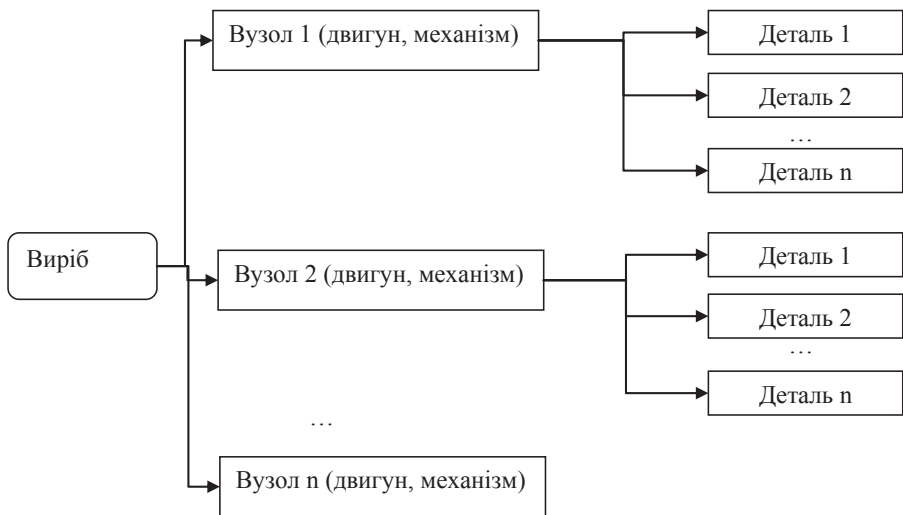 Виріб
Вузол 1 (двигун, механізм)
Деталь 1
Деталь 2
…
Деталь n
Вузол 2 (двигун, механізм)
Деталь 1
Деталь 2
…
Деталь n
…
Вузол n (двигун, механізм)